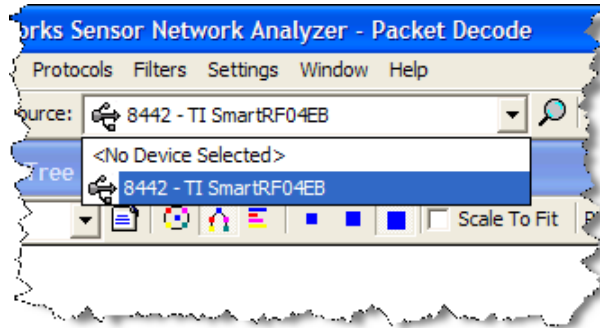 orks Sensor Network Analyzer - Packet Decode
Protocols Filters Settings Window Help
ource: 8442 - TI SmartRF04EB
<No Device Selected>
Tree
8442 - TI SmartRF04EB
Scale To Fit